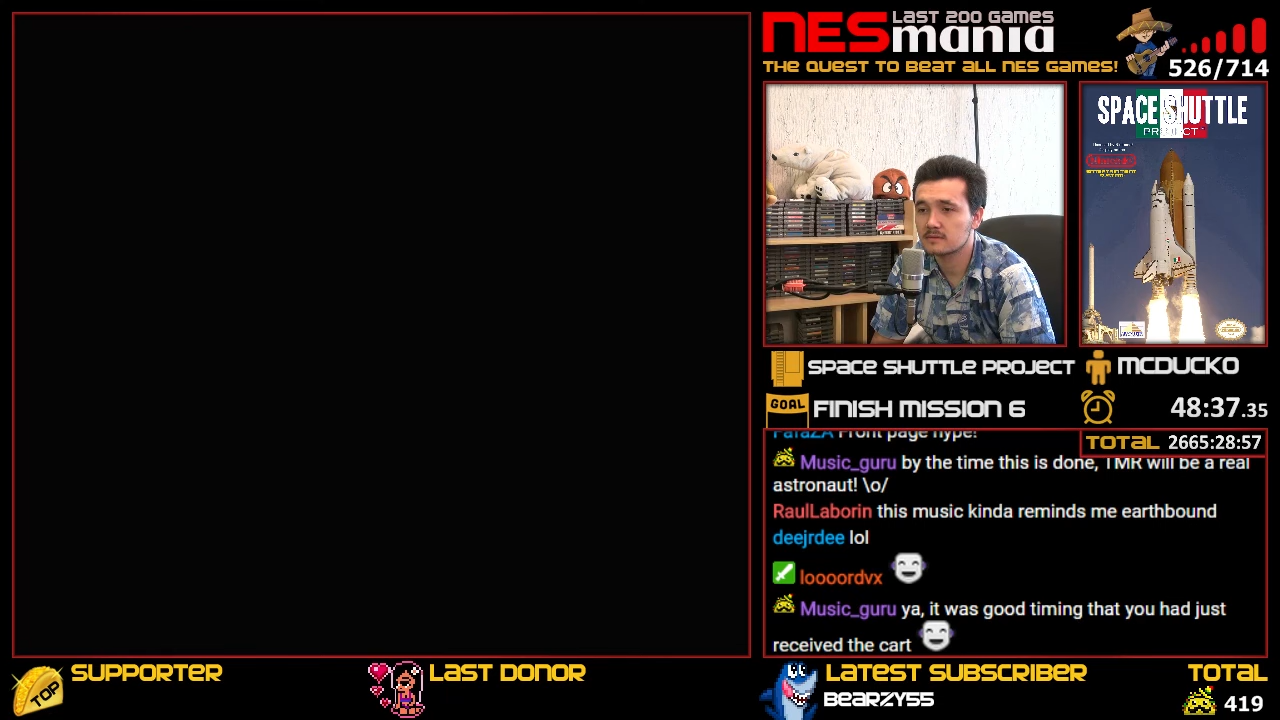 NESmania
LAST 200 GAMES
THE QUEST TO BEAT ALL NES GAMES!
526/714
SPACE SHUTTLE
PROJECT
SPACE SHUTTLE PROJECT
MCDUCKO
GOAL
FINISH MISSION 6
48:37.35
TOTAL 2665:28:57
PafaZA Front page hype!
Music_guru by the time this is done, TMR will be a real
astronaut! \o/
RaulLaborin this music kinda reminds me earthbound
deejrdee lol
loooordvx
Music_guru ya, it was good timing that you had just
received the cart
TOP
SUPPORTER
LAST DONOR
LATEST SUBSCRIBER
BEARZY55
TOTAL
419